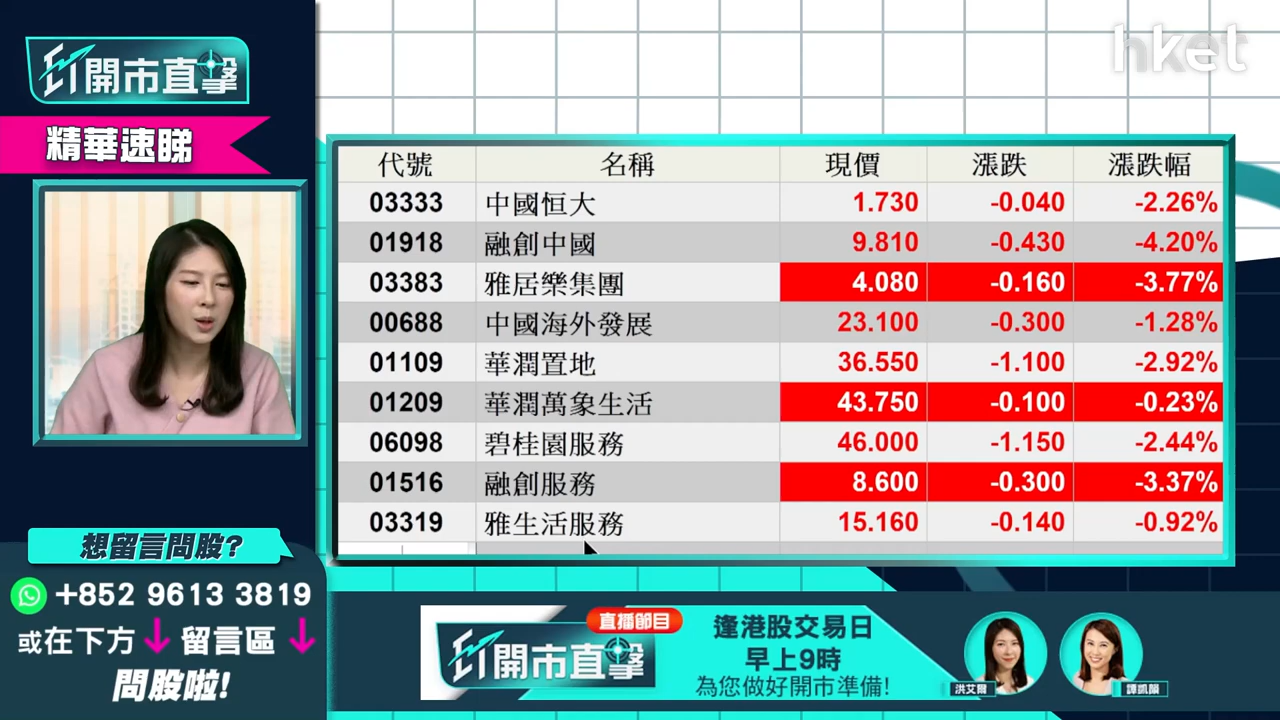 ET開市直擊
精華速睇
hket
代號 名稱 現價 漲跌 漲跌幅
03333 中國恒大 1.730 -0.040 -2.26%
01918 融創中國 9.810 -0.430 -4.20%
03383 雅居樂集團 4.080 -0.160 -3.77%
00688 中國海外發展 23.100 -0.300 -1.28%
01109 華潤置地 36.550 -1.100 -2.92%
01209 華潤萬象生活 43.750 -0.100 -0.23%
06098 碧桂園服務 46.000 -1.150 -2.44%
01516 融創服務 8.600 -0.300 -3.37%
03319 雅生活服務 15.160 -0.140 -0.92%
想留言問股?
+852 9613 3819
或在下方↓留言區↓
問股啦!
直播節目
ET開市直擊
逢港股交易日
早上9時
為您做好開市準備!
洪艾爾
譚凱頤